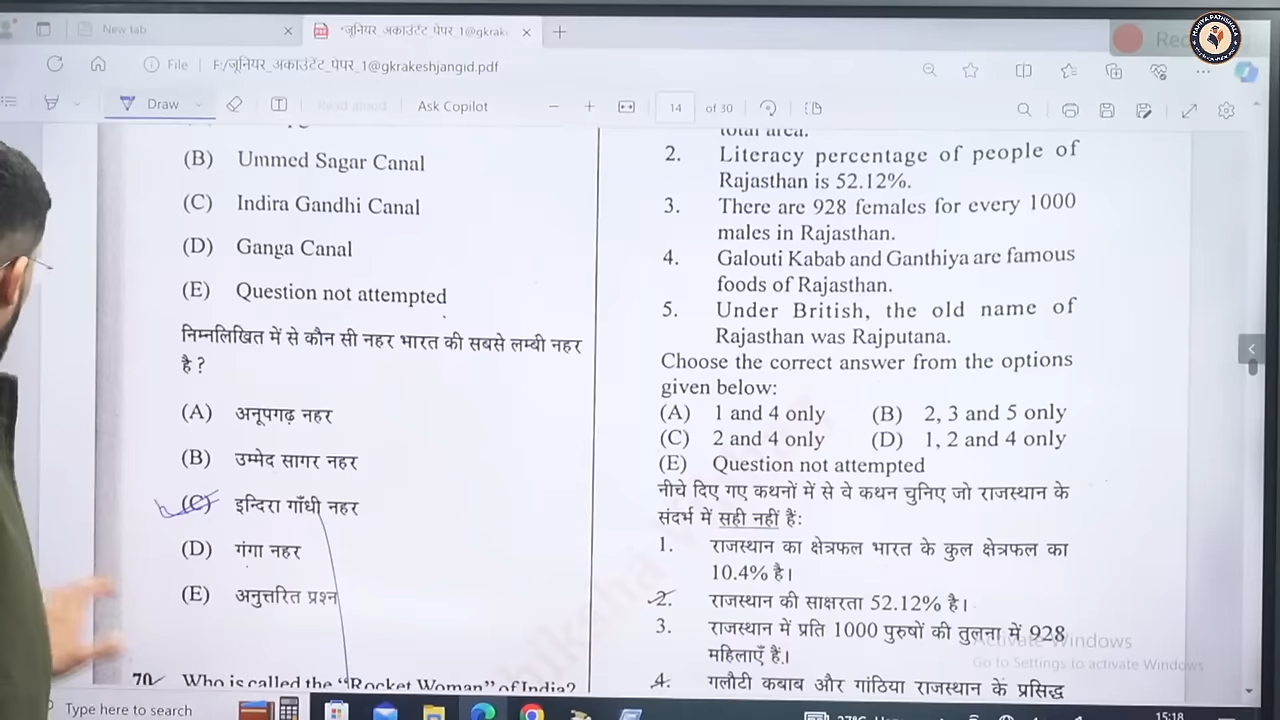 New tab
*जूनियर_अकाउंटेंट_पेपर_1@gkrak
Rec
MAHIYA PATHSHALA
File
F:/जूनियर_अकाउंटेंट_पेपर_1@gkrakeshjangid.pdf
Draw
Read aloud
Ask Copilot
14
of 30
(B) Ummed Sagar Canal
(C) Indira Gandhi Canal
(D) Ganga Canal
(E) Question not attempted
निम्नलिखित में से कौन सी नहर भारत की सबसे लम्बी नहर
है ?
(A) अनूपगढ़ नहर
(B) उम्मेद सागर नहर
(C) इन्दिरा गाँधी नहर
(D) गंगा नहर
(E) अनुत्तरित प्रश्न
70. Who is called the “Rocket Woman” of India?
total area.
2. Literacy percentage of people of
Rajasthan is 52.12%.
3. There are 928 females for every 1000
males in Rajasthan.
4. Galouti Kabab and Ganthiya are famous
foods of Rajasthan.
5. Under British, the old name of
Rajasthan was Rajputana.
Choose the correct answer from the options
given below:
(A) 1 and 4 only (B) 2, 3 and 5 only
(C) 2 and 4 only (D) 1, 2 and 4 only
(E) Question not attempted
नीचे दिए गए कथनों में से वे कथन चुनिए जो राजस्थान के
संदर्भ में सही नहीं हैं:
1. राजस्थान का क्षेत्रफल भारत के कुल क्षेत्रफल का
10.4% है।
2. राजस्थान की साक्षरता 52.12% है।
3. राजस्थान में प्रति 1000 पुरुषों की तुलना में 928
महिलाएँ हैं।
4. गलौटी कबाब और गांठिया राजस्थान के प्रसिद्ध
Activate Windows
Go to Settings to activate Windows
Type here to search
15:18